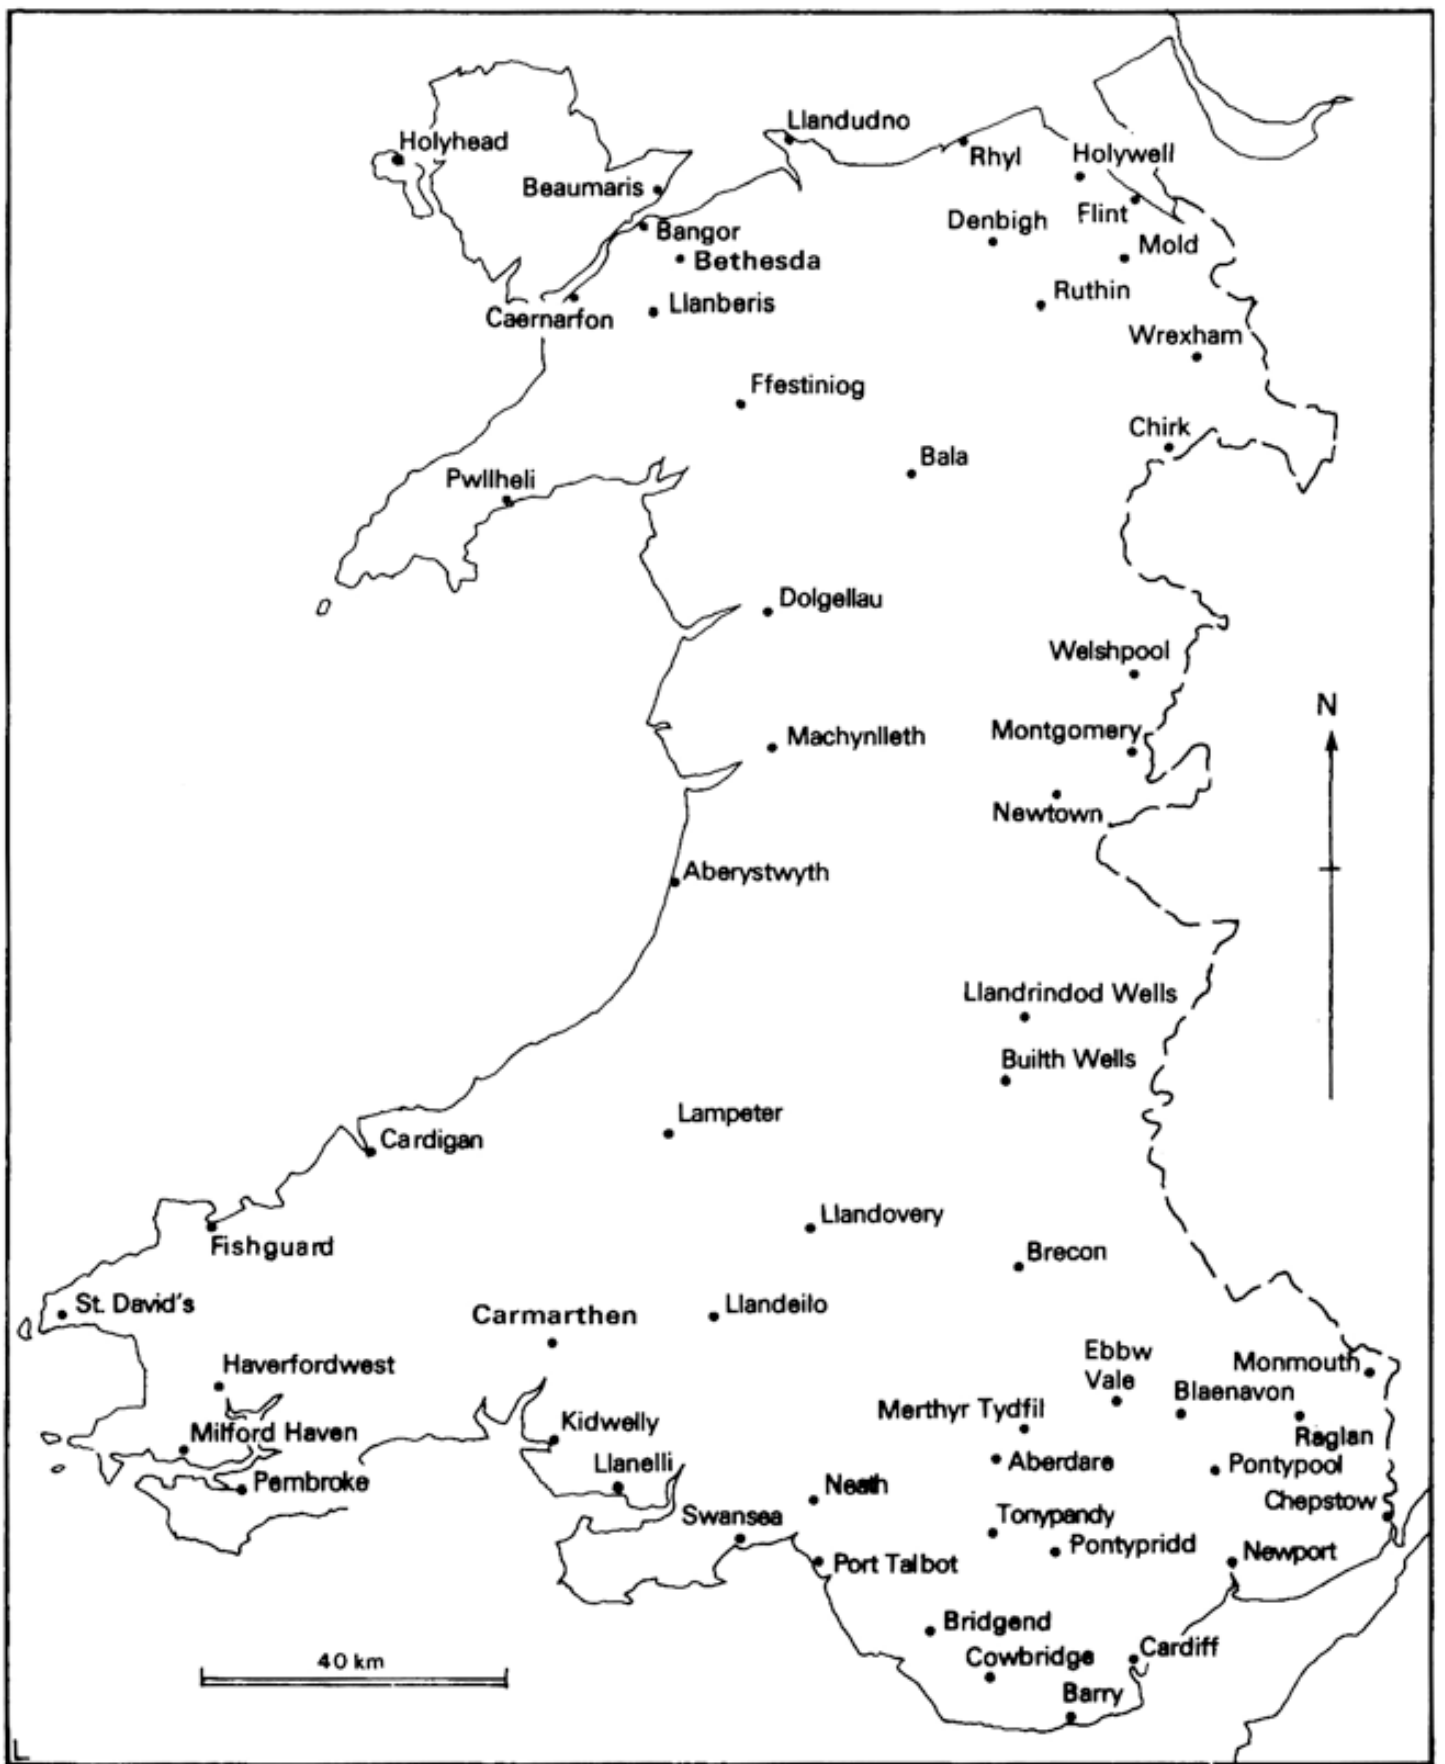 Llandudno
Holyhead
Rhyl
Holywell
Beaumaris
Flint
Denbigh
Bangor
Mold
Bethesda
Ruthin
Llanberis
Caernarfon
Wrexham
Ffestiniog
Chirk
Bala
Pwllheli
Dolgellau
Welshpool
N
Montgomery
Machynlleth
Newtown
Aberystwyth
Llandrindod Wells
Builth Wells
Lampeter
Cardigan
Llandovery
Fishguard
Brecon
St. David's
Llandeilo
Carmarthen
Ebbw
Vale
Monmouth
Haverfordwest
Blaenavon
Merthyr Tydfil
Kidwelly
Milford Haven
Raglan
Llanelli
Aberdare
Pontypool
Pembroke
Neath
Chepstow
Swansea
Tonypandy
Pontypridd
Newport
Port Talbot
Bridgend
Cardiff
Cowbridge
40 km
Barry
L